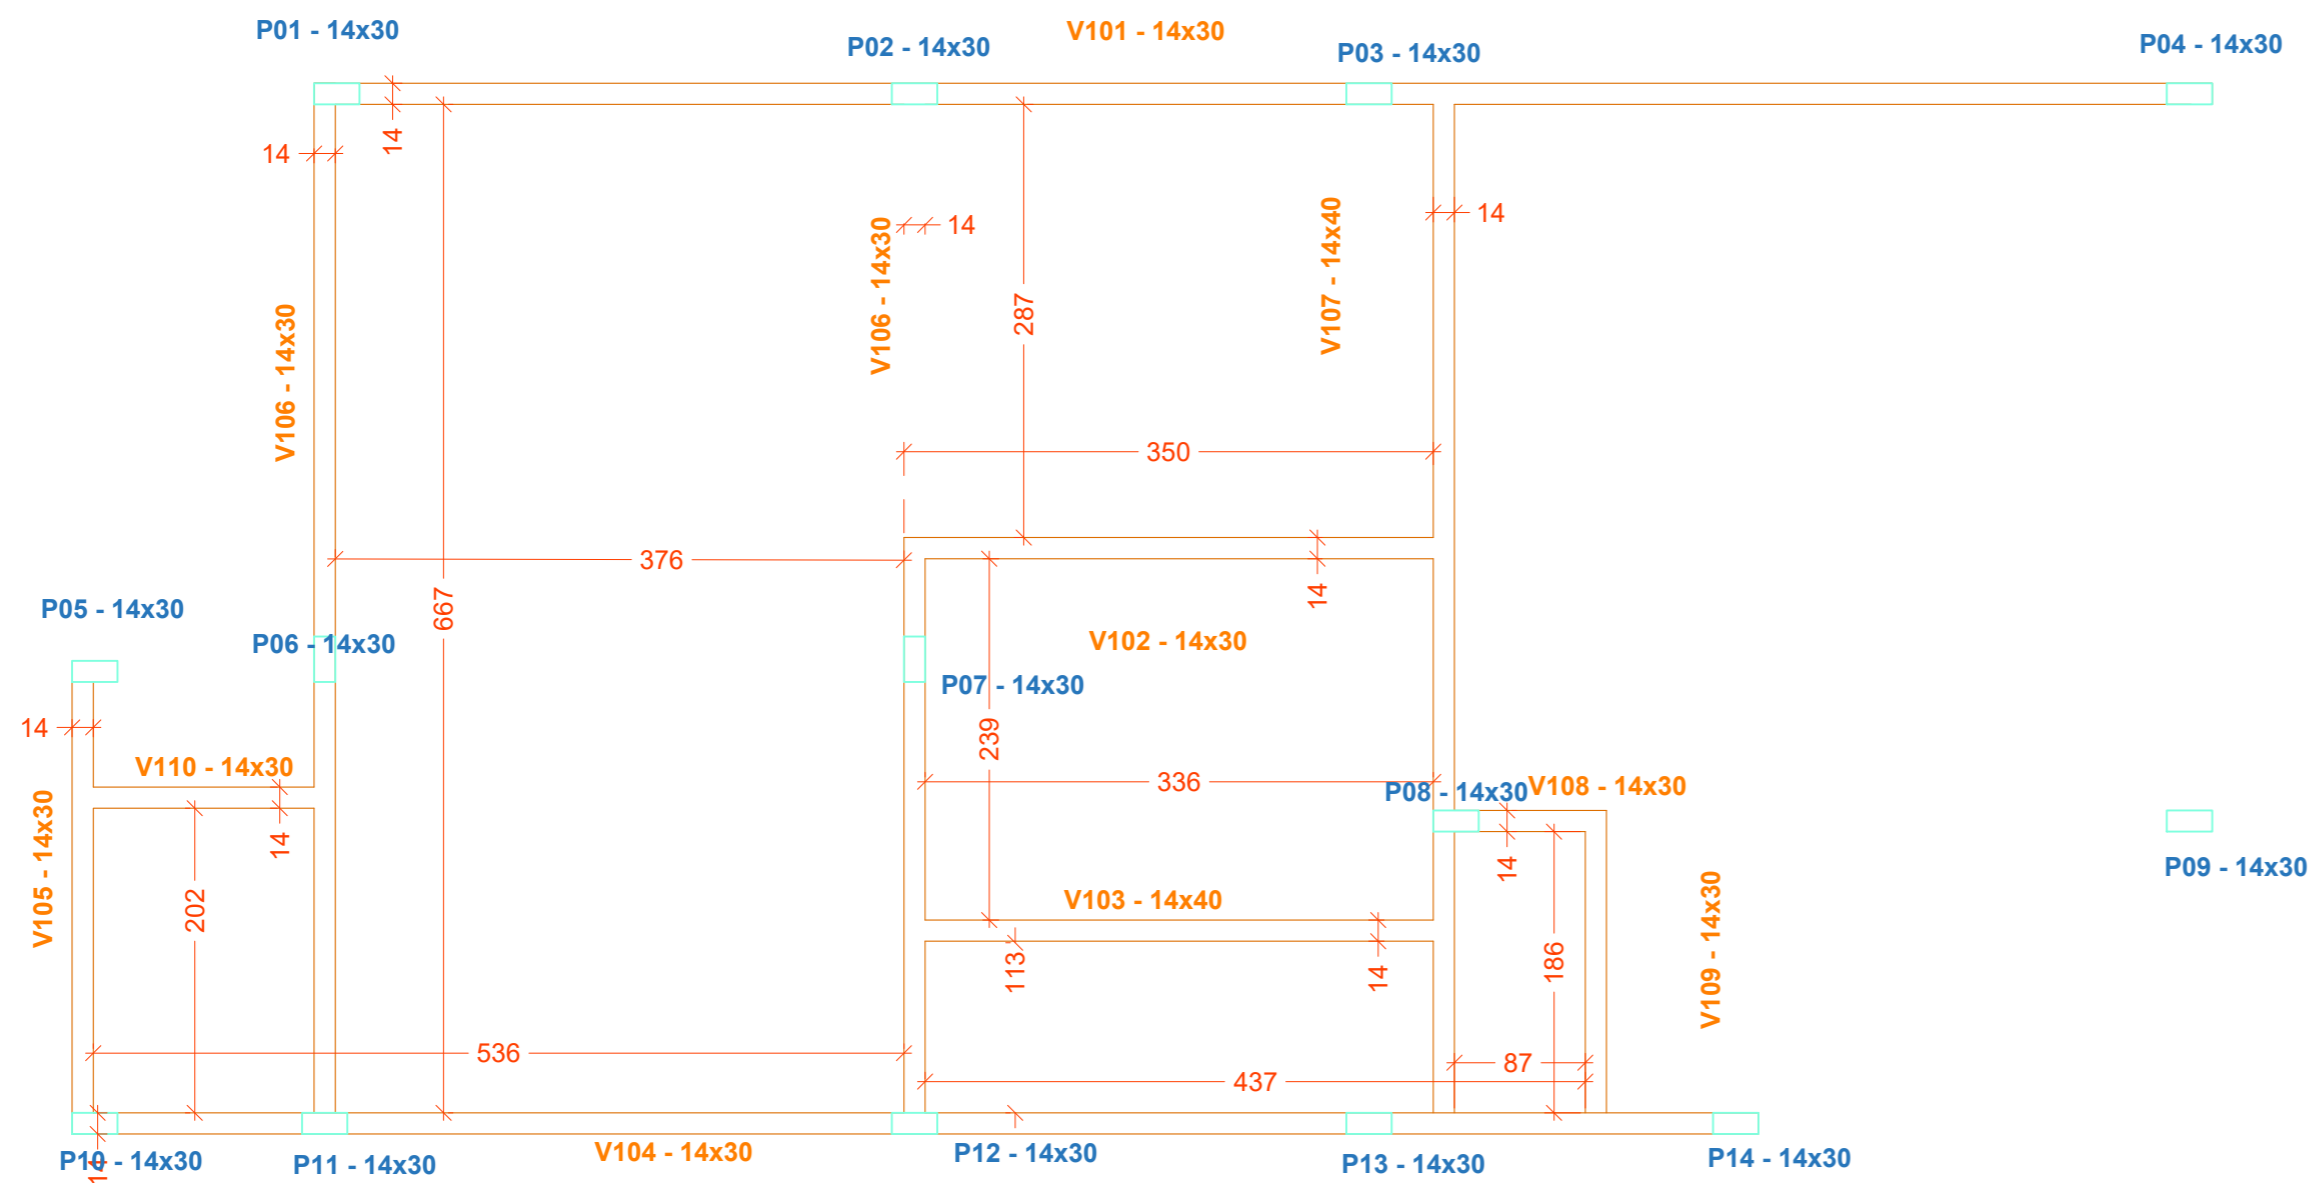 P01 - 14x30
V101 - 14x30
P02 - 14x30
P03 - 14x30
P04 - 14x30
14
14
14
14
V106 - 14x30
V106 - 14x30
V107 - 14x40
287
350
376
667
14
P05 - 14x30
P06 - 14x30
V102 - 14x30
P07 - 14x30
14
239
V110 - 14x30
336
P08 - 14x30
V108 - 14x30
14
V105 - 14x30
202
V103 - 14x40
14
P09 - 14x30
113
14
186
V109 - 14x30
536
87
437
P10 - 14x30
14
P11 - 14x30
V104 - 14x30
P12 - 14x30
P13 - 14x30
P14 - 14x30